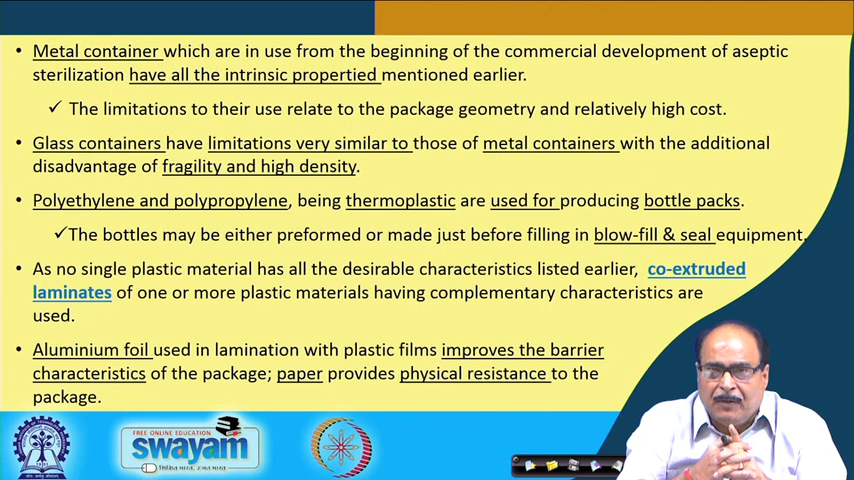 • Metal container which are in use from the beginning of the commercial development of aseptic
sterilization have all the intrinsic propertied mentioned earlier.
✓ The limitations to their use relate to the package geometry and relatively high cost.
• Glass containers have limitations very similar to those of metal containers with the additional
disadvantage of fragility and high density.
• Polyethylene and polypropylene, being thermoplastic are used for producing bottle packs.
✓The bottles may be either preformed or made just before filling in blow-fill & seal equipment.
• As no single plastic material has all the desirable characteristics listed earlier, co-extruded
laminates of one or more plastic materials having complementary characteristics are
used.
• Aluminium foil used in lamination with plastic films improves the barrier
characteristics of the package; paper provides physical resistance to the
package.
FREE ONLINE EDUCATION
swayam
शिक्षित भारत, उन्नत भारत